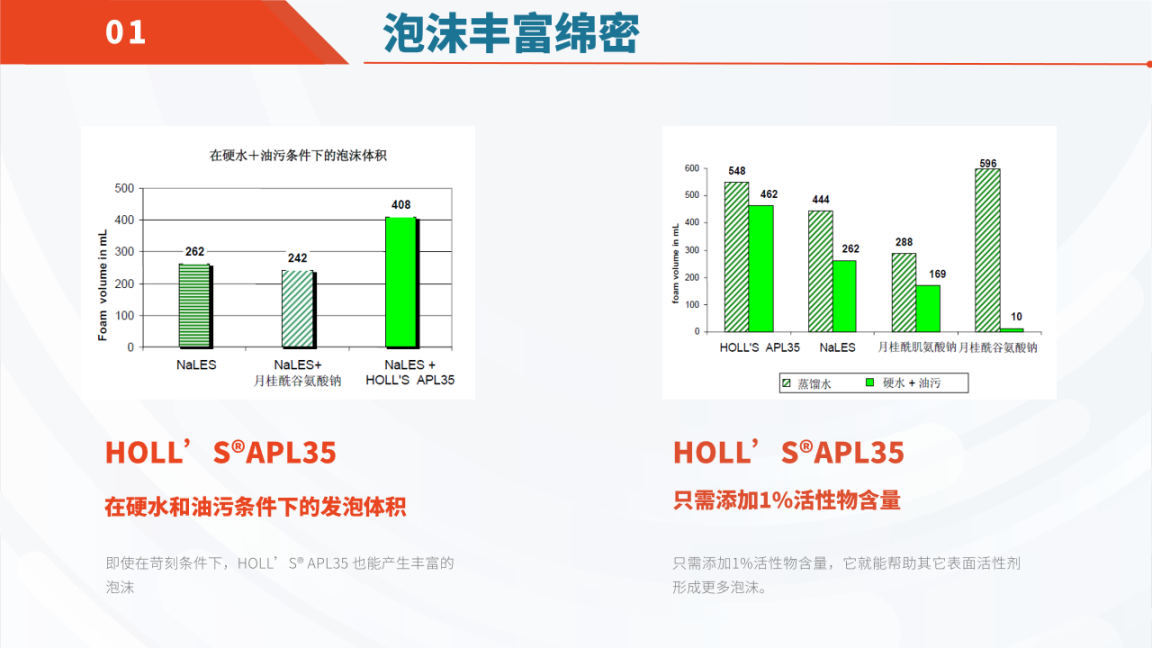 01
泡沫丰富绵密
在硬水＋油污条件下的泡沫体积
Foam volume in mL
500
400
300
200
100
0
262
242
408
NaLES
NaLES+
月桂酰谷氨酸钠
NaLES +
HOLL'S APL35
foam volume in mL
600
500
400
300
200
100
0
548
462
444
262
288
169
596
10
HOLL'S APL35
NaLES
月桂酰肌氨酸钠
月桂酰谷氨酸钠
蒸馏水
硬水 + 油污
HOLL’S®APL35
在硬水和油污条件下的发泡体积
即使在苛刻条件下，HOLL’S® APL35 也能产生丰富的
泡沫
HOLL’S®APL35
只需添加1%活性物含量
只需添加1%活性物含量，它就能帮助其它表面活性剂
形成更多泡沫。